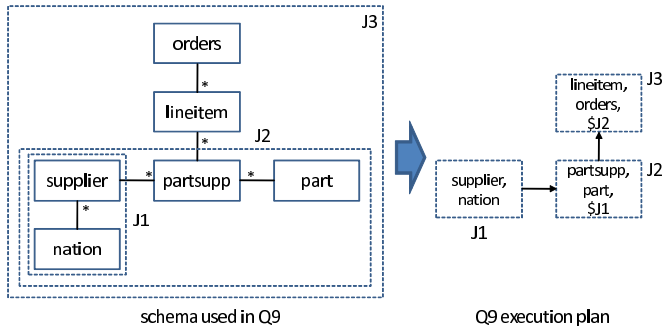 J3
orders
*
lineitem
*
J2
supplier
*
partsupp
*
part
*
J1
nation
schema used in Q9
lineitem,
orders,
$J2
J3
supplier,
nation
J1
partsupp,
part,
$J1
J2
Q9 execution plan